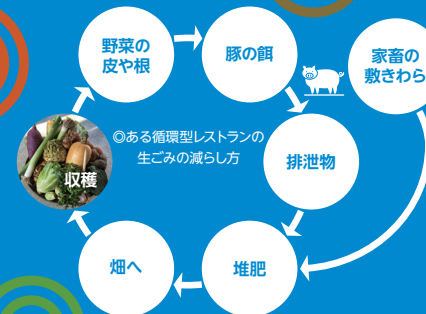 野菜の
皮や根
豚の餌
家畜の
敷きわら
◎ある循環型レストランの
生ごみの減らし方
排泄物
収穫
畑へ
堆肥